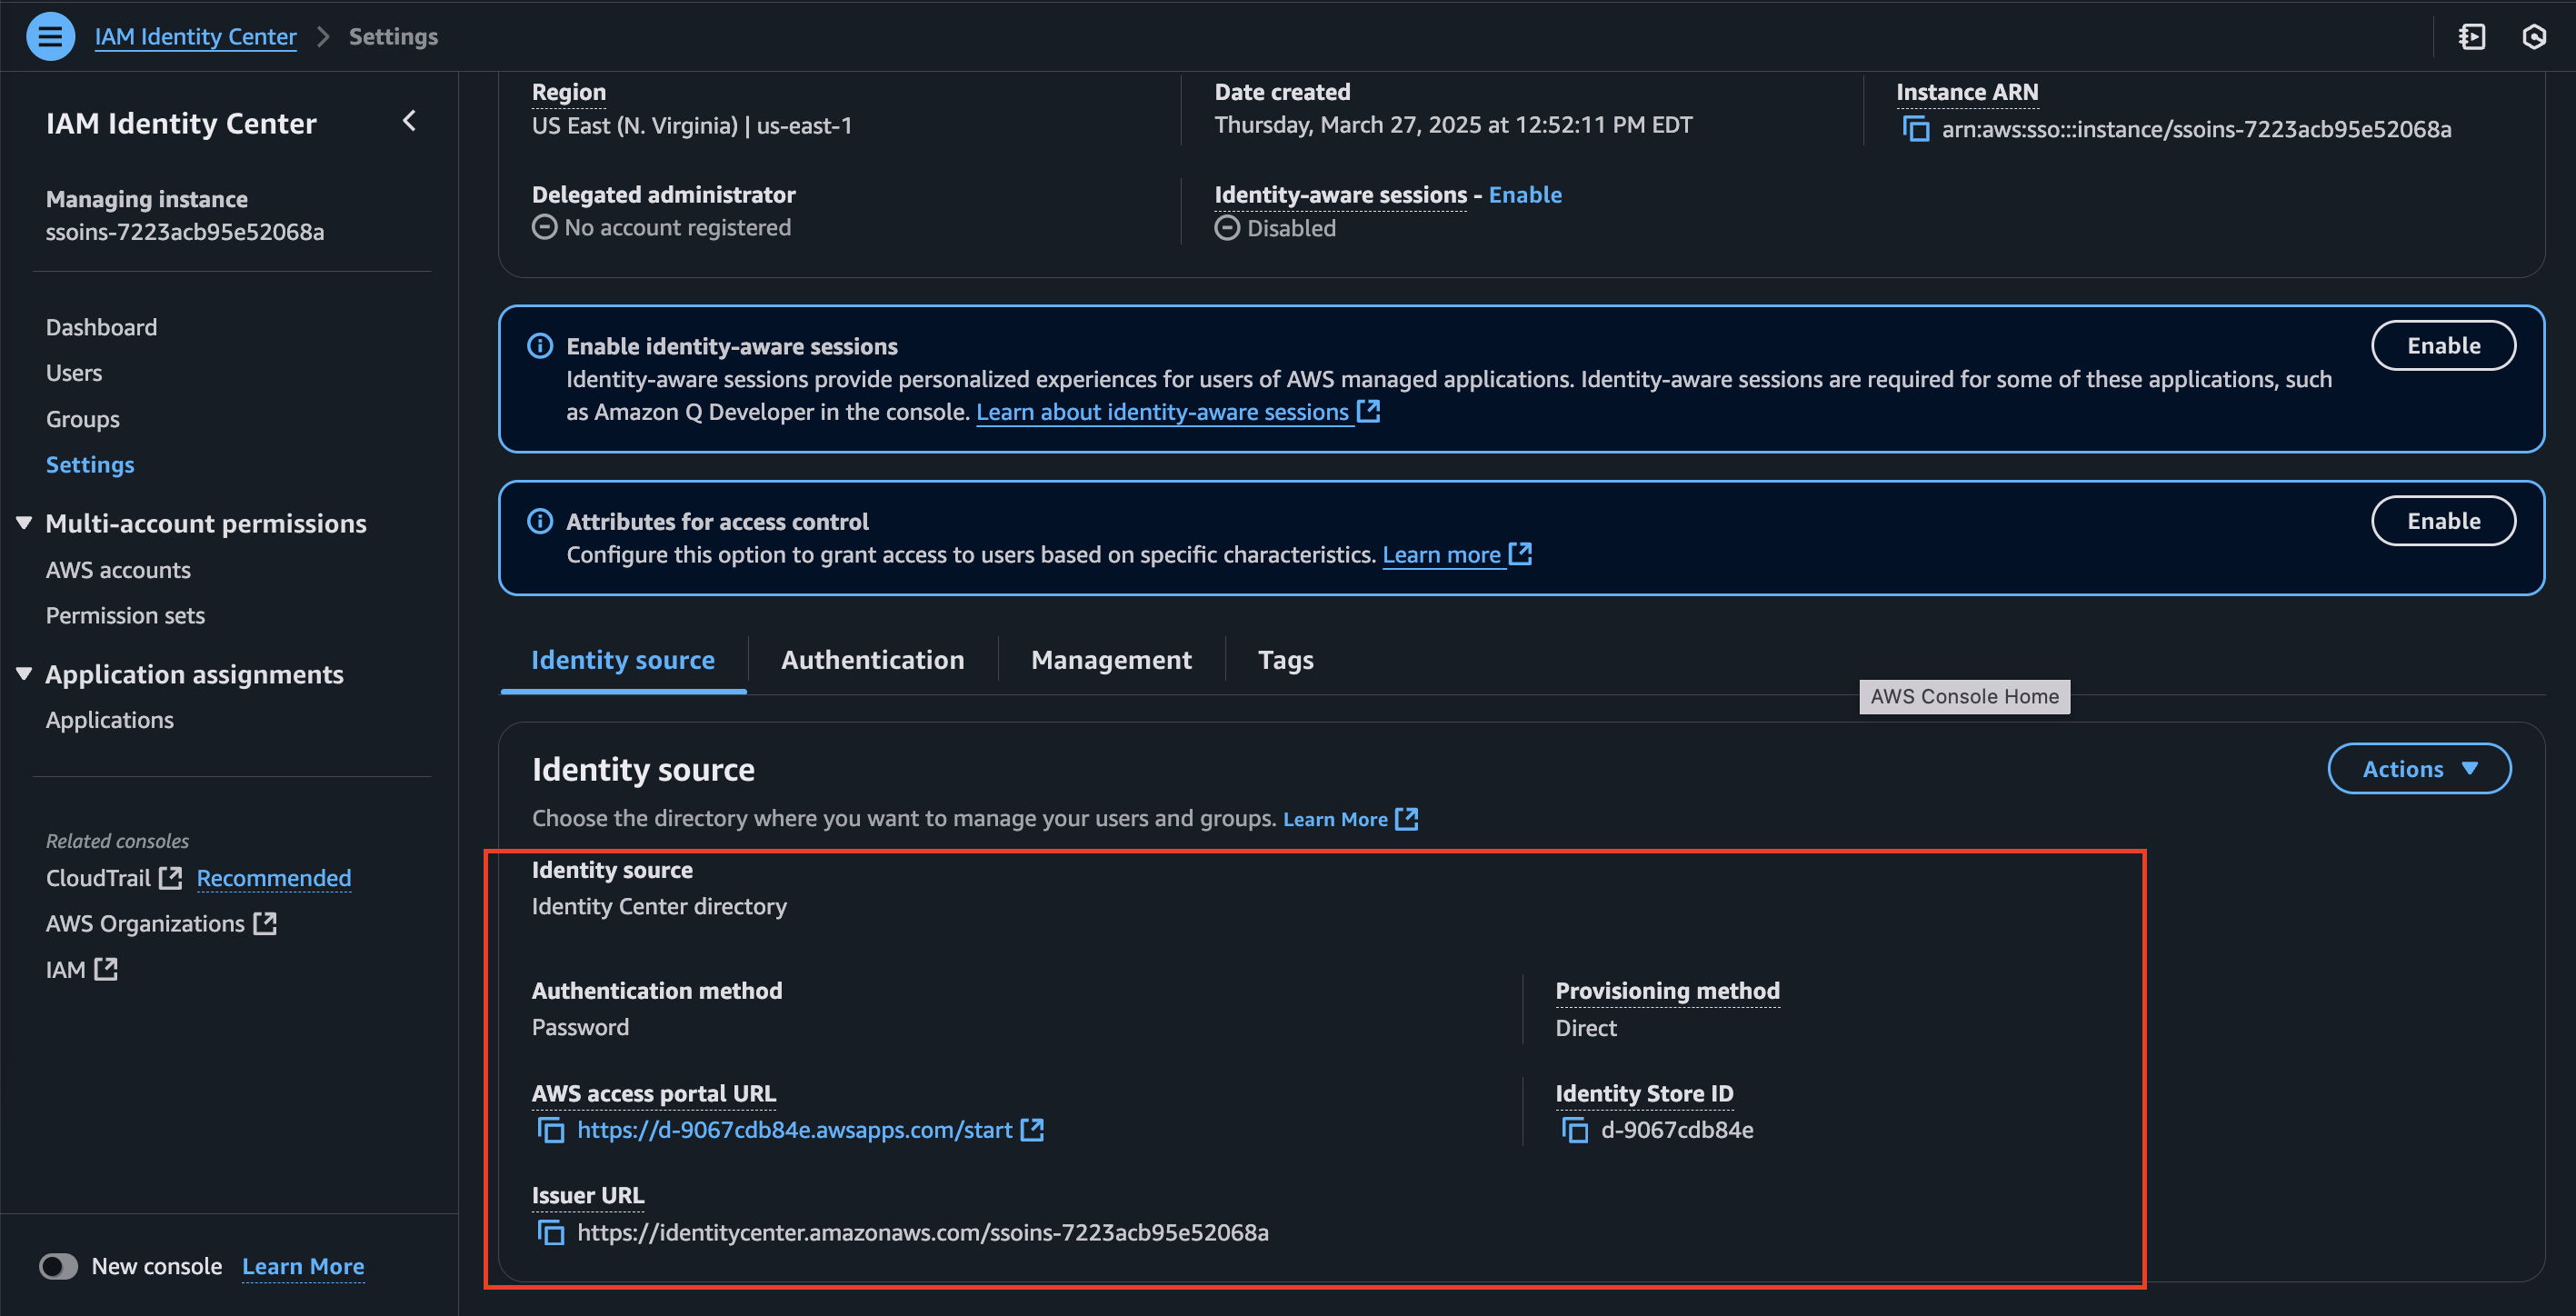 IAM Identity Center > Settings
IAM Identity Center
Managing instance
ssoins-7223acb95e52068a
Dashboard
Users
Groups
Settings
Multi-account permissions
AWS accounts
Permission sets
Application assignments
Applications
Related consoles
CloudTrail Recommended
AWS Organizations
IAM
New console Learn More
Region
US East (N. Virginia) | us-east-1
Date created
Thursday, March 27, 2025 at 12:52:11 PM EDT
Instance ARN
arn:aws:sso:::instance/ssoins-7223acb95e52068a
Delegated administrator
No account registered
Identity-aware sessions - Enable
Disabled
Enable identity-aware sessions
Identity-aware sessions provide personalized experiences for users of AWS managed applications. Identity-aware sessions are required for some of these applications, such
as Amazon Q Developer in the console. Learn about identity-aware sessions
Enable
Attributes for access control
Configure this option to grant access to users based on specific characteristics. Learn more
Enable
Identity source Authentication Management Tags
AWS Console Home
Identity source
Choose the directory where you want to manage your users and groups. Learn More
Actions
Identity source
Identity Center directory
Authentication method
Password
Provisioning method
Direct
AWS access portal URL
https://d-9067cdb84e.awsapps.com/start
Identity Store ID
d-9067cdb84e
Issuer URL
https://identitycenter.amazonaws.com/ssoins-7223acb95e52068a